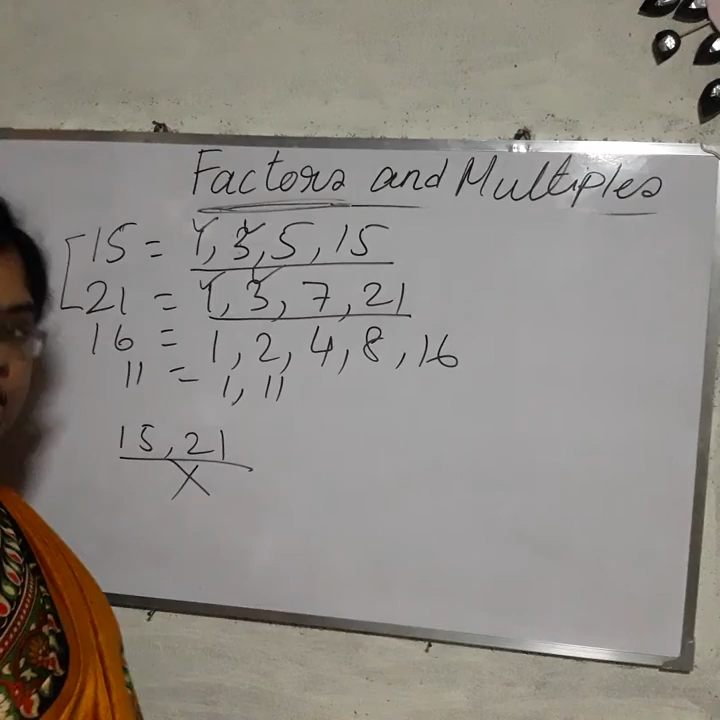 Factors and Multiples
15 = 1, 3, 5, 15
21 = 1, 3, 7, 21
16 = 1, 2, 4, 8, 16
11 = 1, 11
15, 21
X